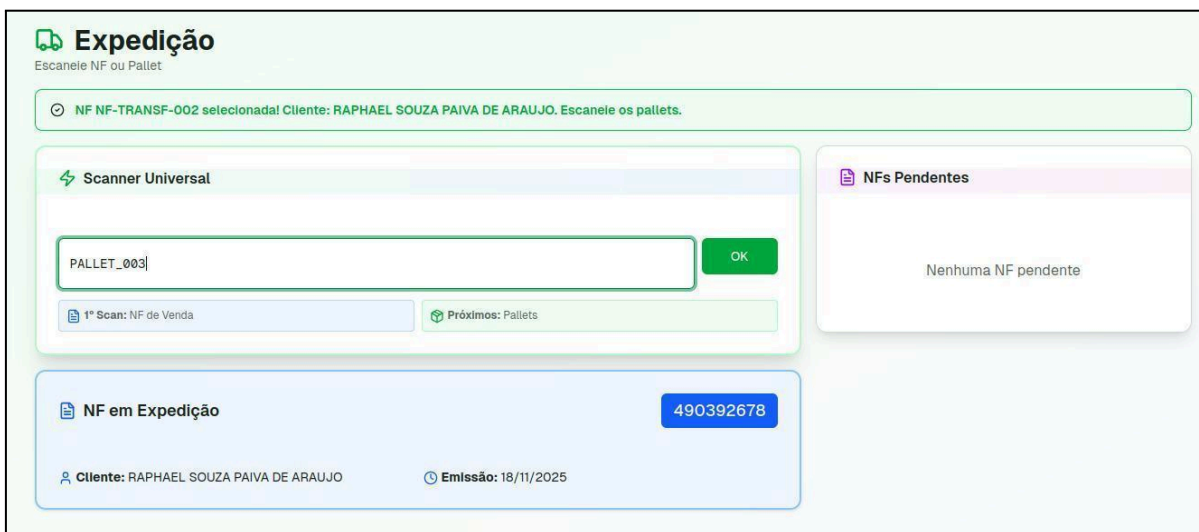 Expedição
Escaneie NF ou Pallet
NF NF-TRANSF-002 selecionada! Cliente: RAPHAEL SOUZA PAIVA DE ARAUJO. Escaneie os pallets.
Scanner Universal
PALLET_003
OK
1º Scan: NF de Venda
Próximos: Pallets
NFs Pendentes
Nenhuma NF pendente
NF em Expedição
490392678
Cliente: RAPHAEL SOUZA PAIVA DE ARAUJO
Emissão: 18/11/2025